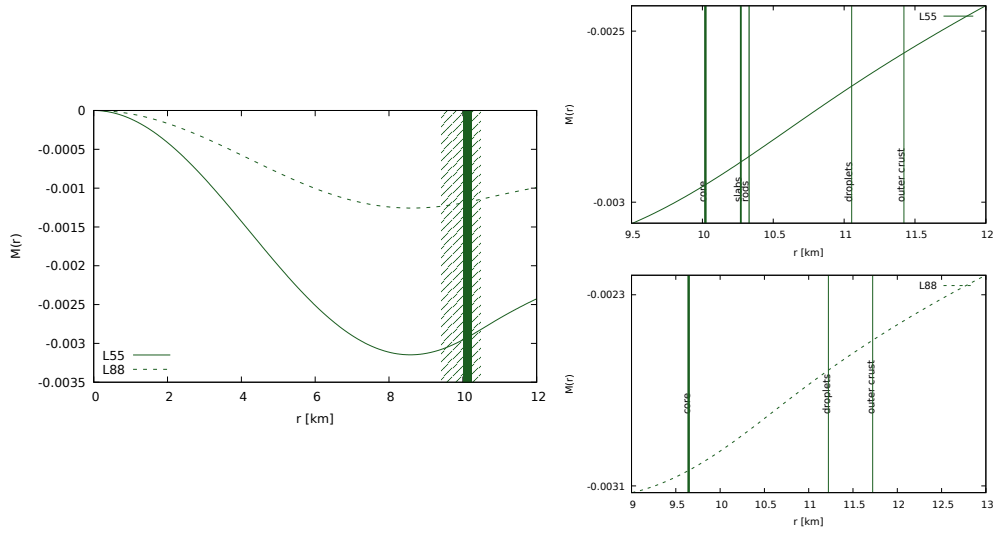 M(r)
0
-0.0005
-0.001
-0.0015
-0.002
-0.0025
-0.003
-0.0035
L55
L88
0 2 4 6 8 10 12
r [km]
M(r)
-0.0025
-0.003
L55
core
slabs
rods
droplets
outer crust
9.5 10 10.5 11 11.5 12
r [km]
M(r)
-0.0023
-0.0031
L88
core
droplets
outer crust
9 9.5 10 10.5 11 11.5 12 12.5 13
r [km]